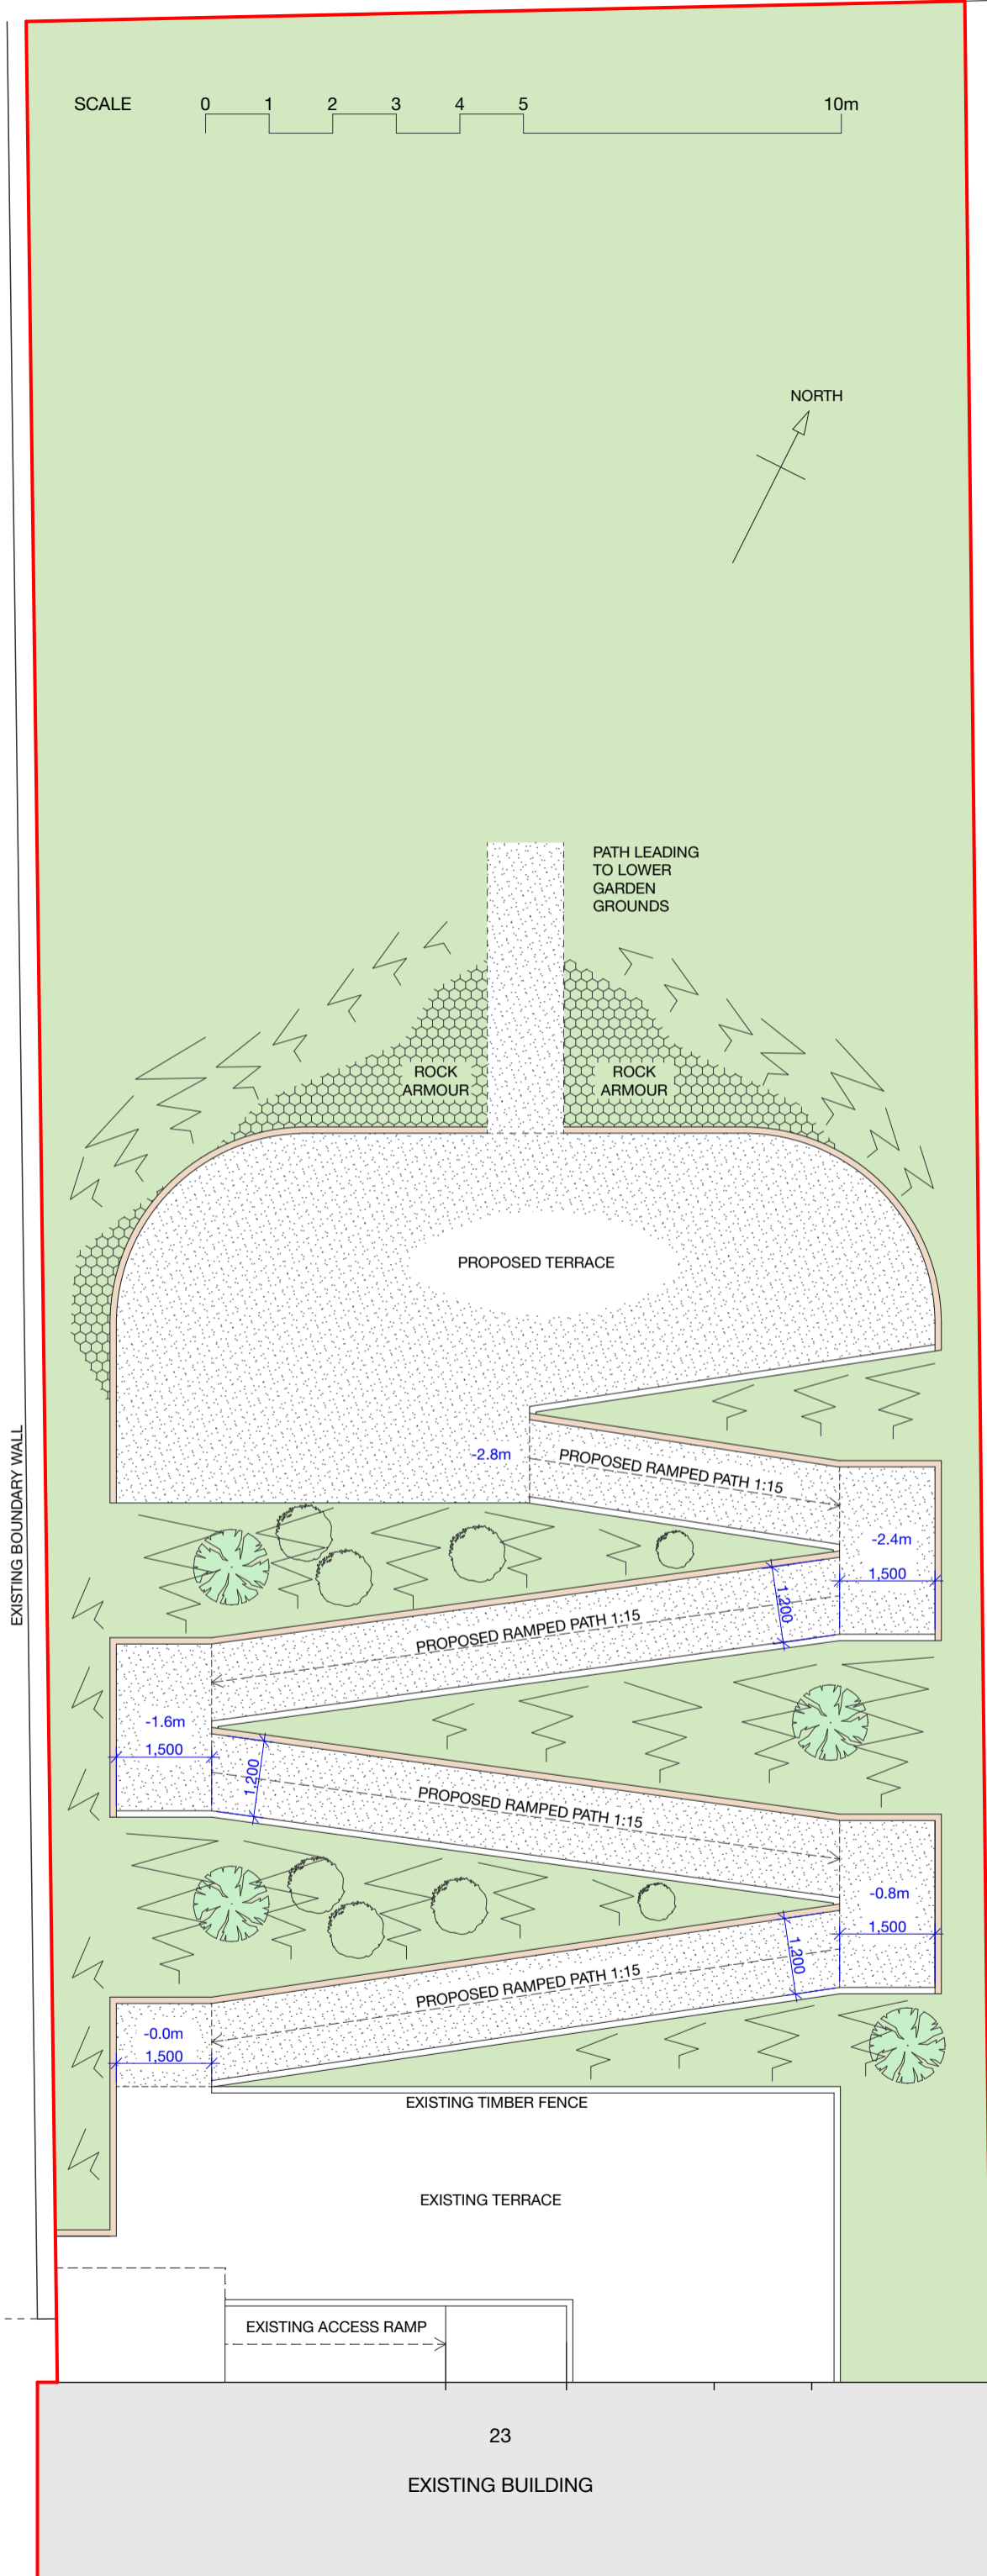 SCALE 0 1 2 3 4 5 10m
NORTH
PATH LEADING
TO LOWER
GARDEN
GROUNDS
ROCK
ARMOUR
ROCK
ARMOUR
PROPOSED TERRACE
EXISTING BOUNDARY WALL
-2.8m
PROPOSED RAMPED PATH 1:15
-2.4m
1,500
1,200
PROPOSED RAMPED PATH 1:15
-1.6m
1,500
1,200
PROPOSED RAMPED PATH 1:15
-0.8m
1,500
1,200
PROPOSED RAMPED PATH 1:15
-0.0m
1,500
EXISTING TIMBER FENCE
EXISTING TERRACE
EXISTING ACCESS RAMP
23
EXISTING BUILDING